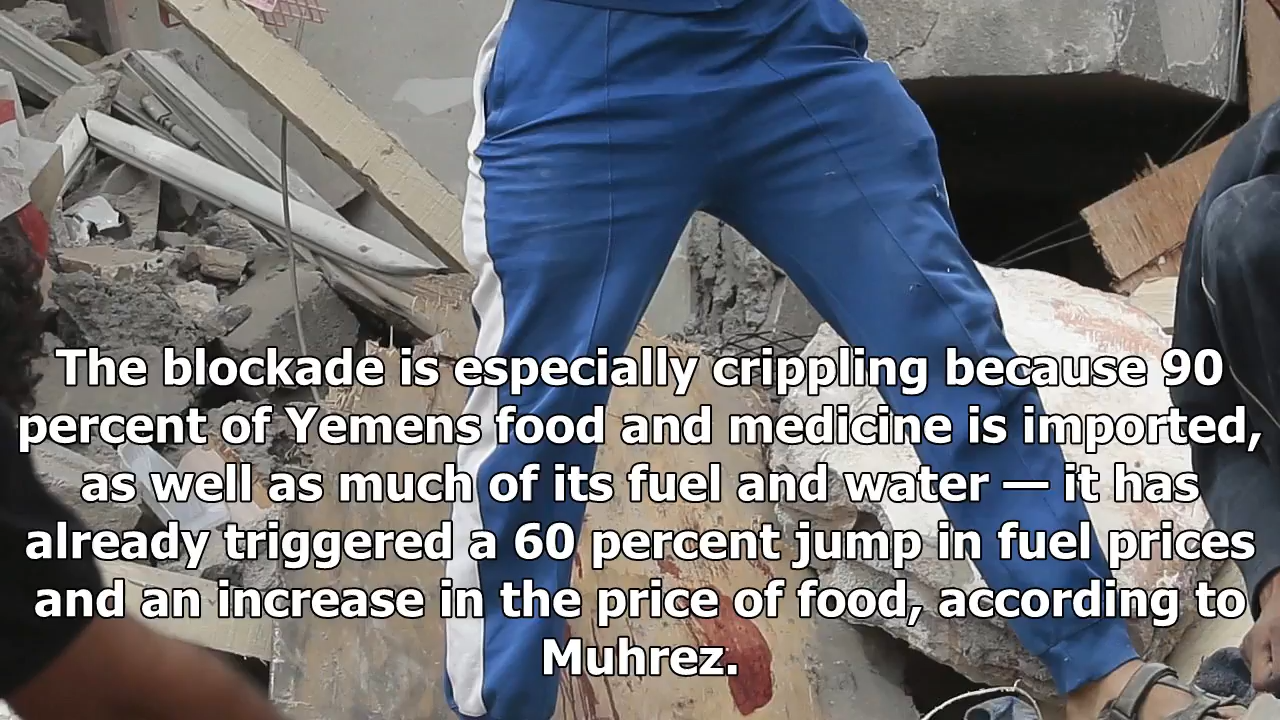 The blockade is especially crippling because 90
percent of Yemens food and medicine is imported,
as well as much of its fuel and water — it has
already triggered a 60 percent jump in fuel prices
and an increase in the price of food, according to
Muhrez.